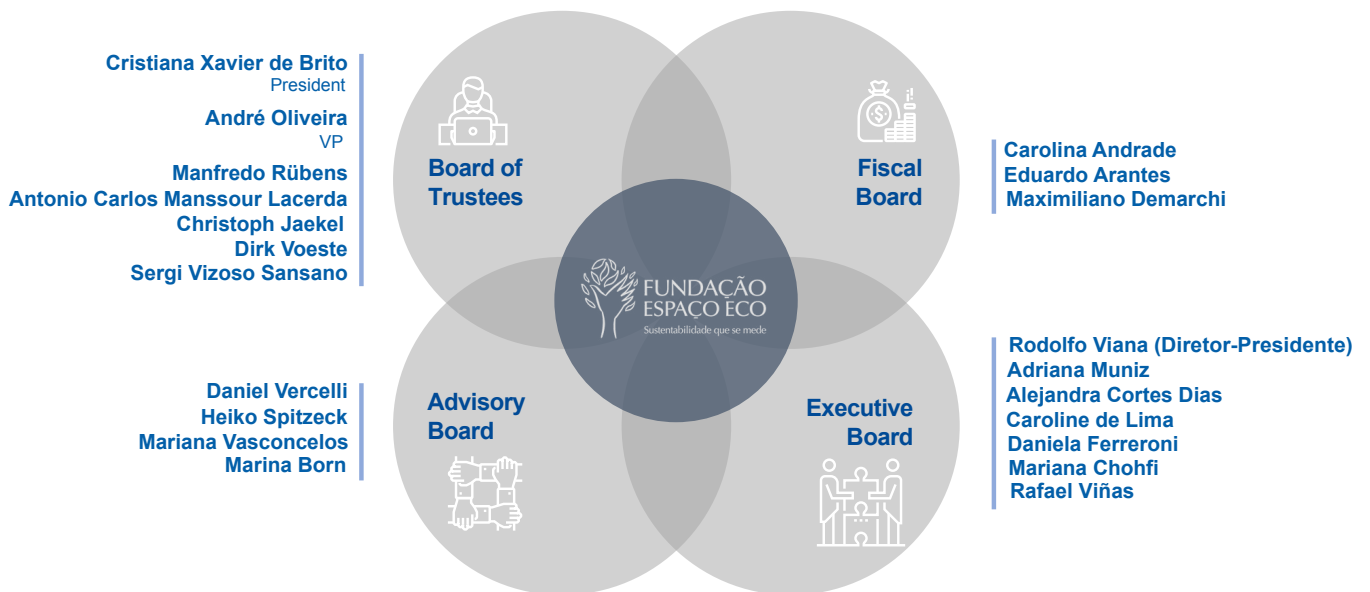 Cristiana Xavier de Brito
President
André Oliveira
VP
Manfredo Rübens
Antonio Carlos Manssour Lacerda
Christoph Jaekel
Dirk Voeste
Sergi Vizoso Sansano
Board of
Trustees
Fiscal
Board
Carolina Andrade
Eduardo Arantes
Maximiliano Demarchi
FUNDAÇÃO
ESPAÇO ECO
Sustentabilidade que se mede
Daniel Vercelli
Heiko Spitzeck
Mariana Vasconcelos
Marina Born
Advisory
Board
Executive
Board
Rodolfo Viana (Diretor-Presidente)
Adriana Muniz
Alejandra Cortes Dias
Caroline de Lima
Daniela Ferreroni
Mariana Chohfi
Rafael Viñas